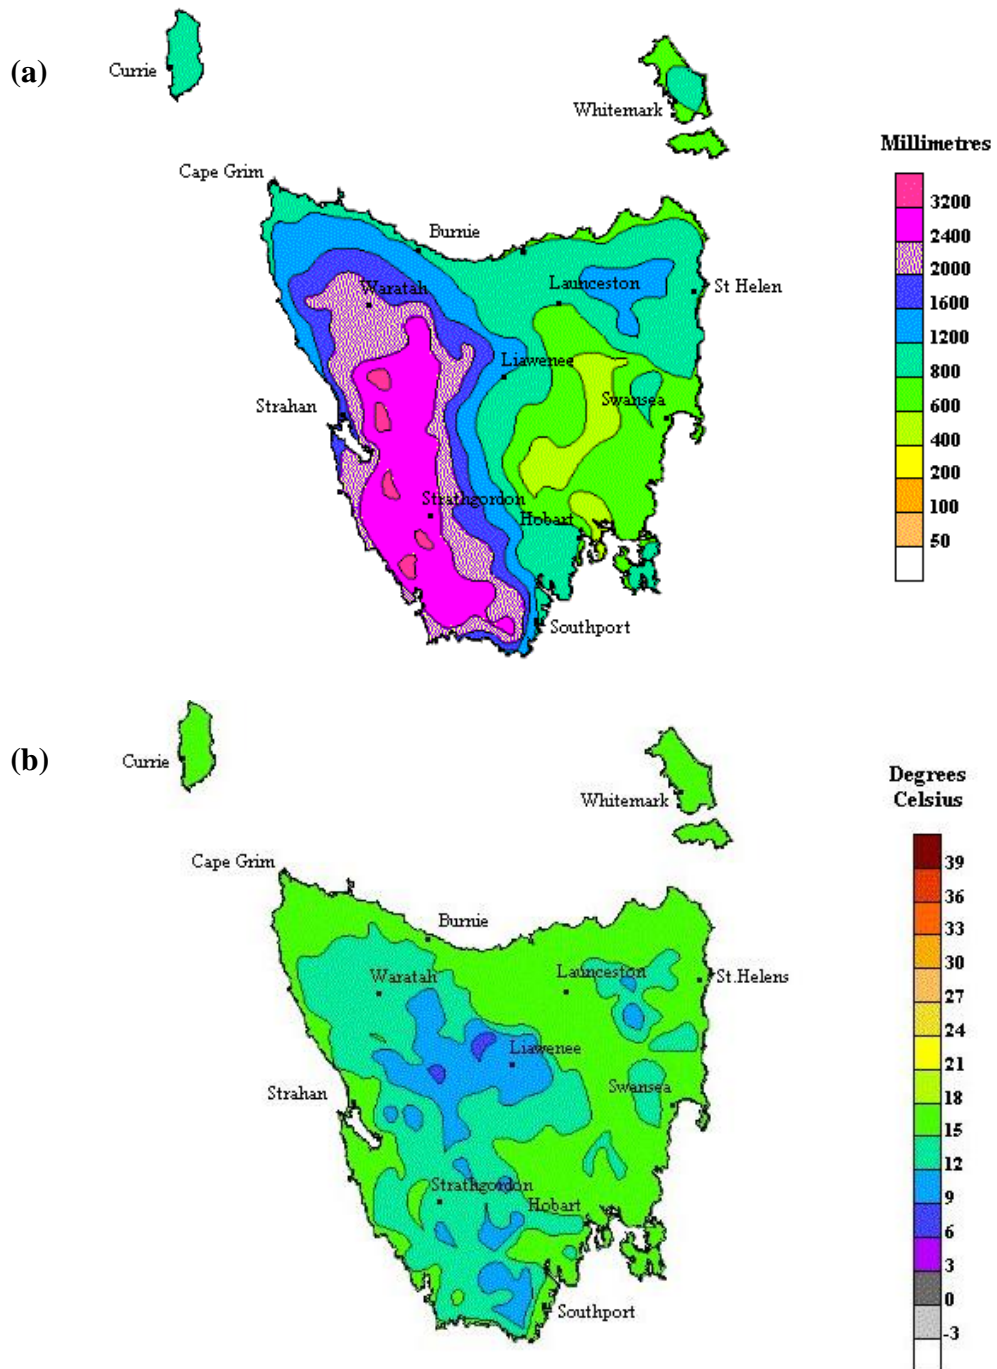 (a)
Currie
Whitemark
Millimetres
Cape Grim
3200
Burnie
2400
2000
Waratah
Launceston
St Helen
1600
1200
Liawenee
800
Strahan
Swansea
600
400
200
Strathgordon
Hobart
100
50
Southport
(b)
Currie
Whitemark
Degrees
Celsius
Cape Grim
39
36
Burnie
33
Waratah
Launceston
St.Helens
30
27
24
Liawenee
21
Strahan
Swansea
18
15
12
Strathgordon
Hobart
9
6
3
Southport
0
-3